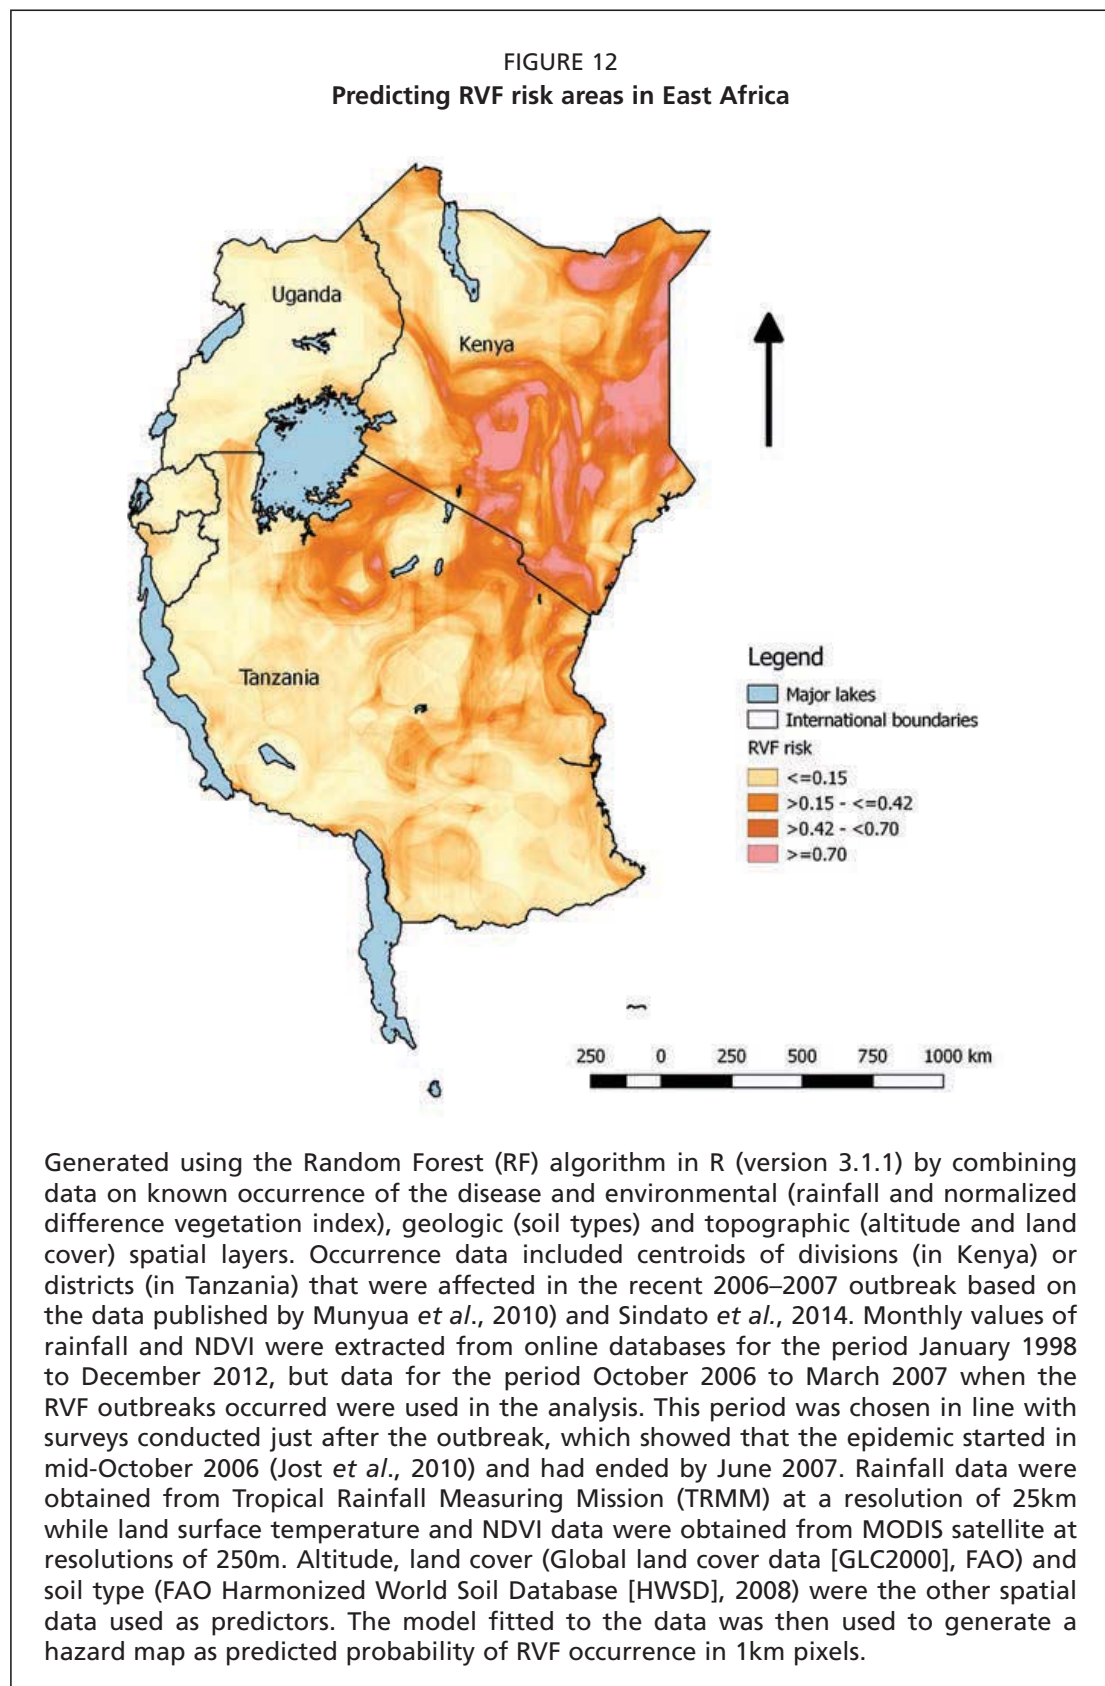 FIGURE 12
Predicting RVF risk areas in East Africa
Uganda
Kenya
Tanzania
Legend
Major lakes
International boundaries
RVF risk
<=0.15
>0.15 - <=0.42
>0.42 - <0.70
>=0.70
250 0 250 500 750 1000 km
Generated using the Random Forest (RF) algorithm in R (version 3.1.1) by combining
data on known occurrence of the disease and environmental (rainfall and normalized
difference vegetation index), geologic (soil types) and topographic (altitude and land
cover) spatial layers. Occurrence data included centroids of divisions (in Kenya) or
districts (in Tanzania) that were affected in the recent 2006–2007 outbreak based on
the data published by Munyua et al., 2010) and Sindato et al., 2014. Monthly values of
rainfall and NDVI were extracted from online databases for the period January 1998
to December 2012, but data for the period October 2006 to March 2007 when the
RVF outbreaks occurred were used in the analysis. This period was chosen in line with
surveys conducted just after the outbreak, which showed that the epidemic started in
mid-October 2006 (Jost et al., 2010) and had ended by June 2007. Rainfall data were
obtained from Tropical Rainfall Measuring Mission (TRMM) at a resolution of 25km
while land surface temperature and NDVI data were obtained from MODIS satellite at
resolutions of 250m. Altitude, land cover (Global land cover data [GLC2000], FAO) and
soil type (FAO Harmonized World Soil Database [HWSD], 2008) were the other spatial
data used as predictors. The model fitted to the data was then used to generate a
hazard map as predicted probability of RVF occurrence in 1km pixels.